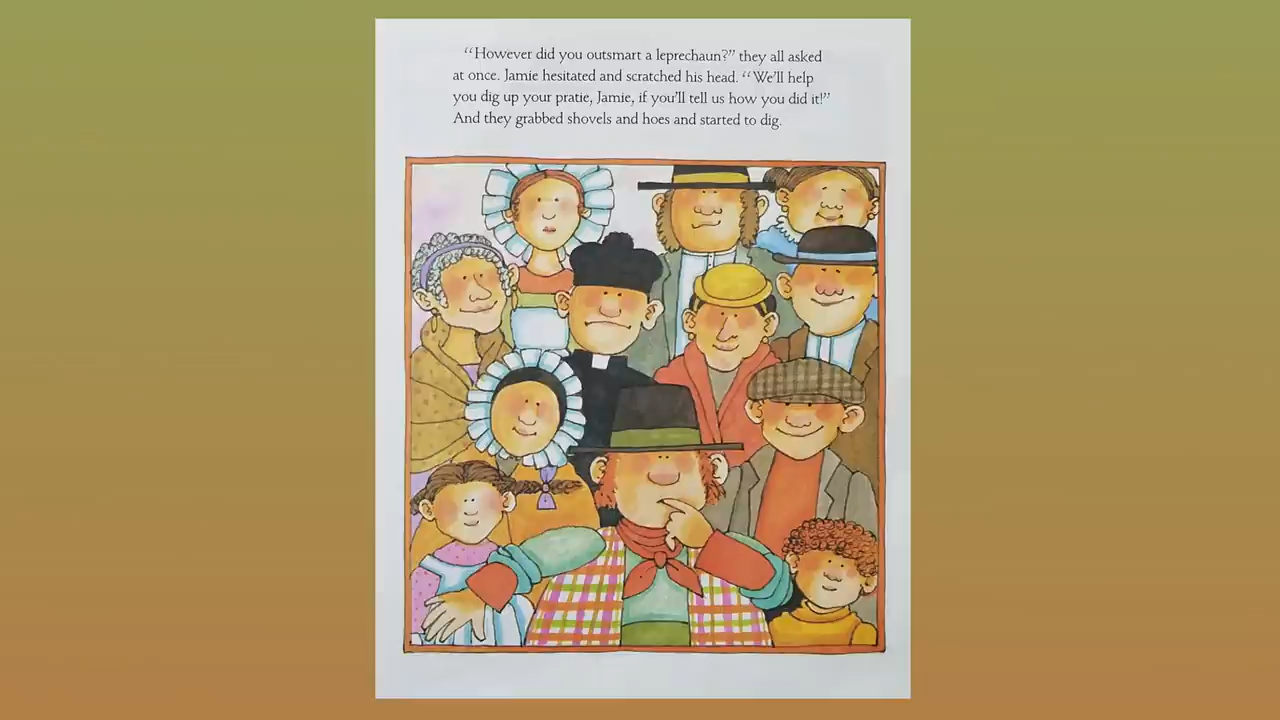 “However did you outsmart a leprechaun?” they all asked
at once. Jamie hesitated and scratched his head. “We’ll help
you dig up your pratie, Jamie, if you’ll tell us how you did it!”
And they grabbed shovels and hoes and started to dig.